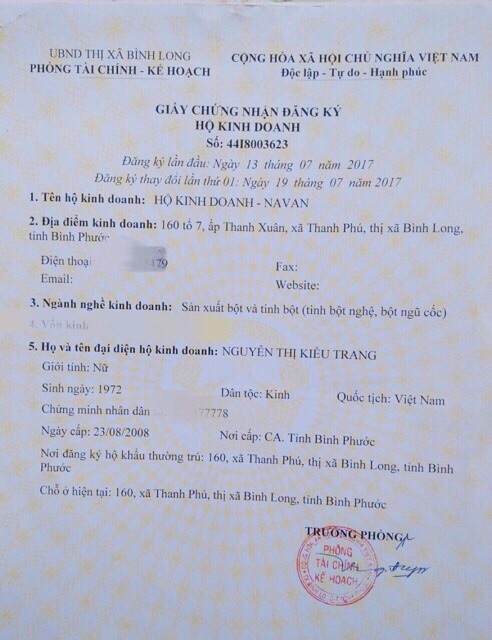 UBND THỊ XÃ BÌNH LONG
PHÒNG TÀI CHÍNH - KẾ HOẠCH
CỘNG HÒA XÃ HỘI CHỦ NGHĨA VIỆT NAM
Độc lập - Tự do - Hạnh phúc
GIẤY CHỨNG NHẬN ĐĂNG KÝ
HỘ KINH DOANH
Số: 44I8003623
Đăng ký lần đầu: Ngày 13 tháng 07 năm 2017
Đăng ký thay đổi lần thứ 01: Ngày 19 tháng 07 năm 2017
1. Tên hộ kinh doanh: HỘ KINH DOANH - NAVAN
2. Địa điểm kinh doanh: 160 tổ 7, ấp Thanh Xuân, xã Thanh Phú, thị xã Bình Long,
tỉnh Bình Phước
Điện thoại: 479
Fax:
Email:
Website:
3. Ngành nghề kinh doanh: Sản xuất bột và tinh bột (tinh bột nghệ, bột ngũ cốc)
4. Vốn kinh
5. Họ và tên đại diện hộ kinh doanh: NGUYỄN THỊ KIỀU TRANG
Giới tính: Nữ
Sinh ngày: 1972
Dân tộc: Kinh
Quốc tịch: Việt Nam
Chứng minh nhân dân 77778
Ngày cấp: 23/08/2008
Nơi cấp: CA. Tỉnh Bình Phước
Nơi đăng ký hộ khẩu thường trú: 160, xã Thanh Phú, thị xã Bình Long, tỉnh Bình
Phước
Chỗ ở hiện tại: 160, xã Thanh Phú, thị xã Bình Long, tỉnh Bình Phước
TRƯỞNG PHÒNG
PHÒNG
TÀI CHÍNH
KẾ HOẠCH